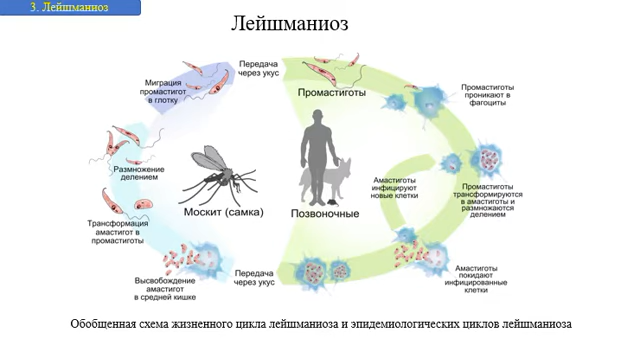 3. Лейшманиоз
Лейшманиоз
Передача
через укус
Миграция
промастигот
в глотку
Промастиготы
Промастиготы
проникают в
фагоциты
Размножение
делением
Амастиготы
инфицируют
новые клетки
Промастиготы
трансформируются
в амастиготы и
размножаются
делением
Москит (самка)
Позвоночные
Трансформация
амастигот в
промастиготы
Высвобождение
амастигот
в средней кишке
Передача
через укус
Амастиготы
покидают
инфицированные
клетки
Обобщенная схема жизненного цикла лейшманиоза и эпидемиологических циклов лейшманиоза